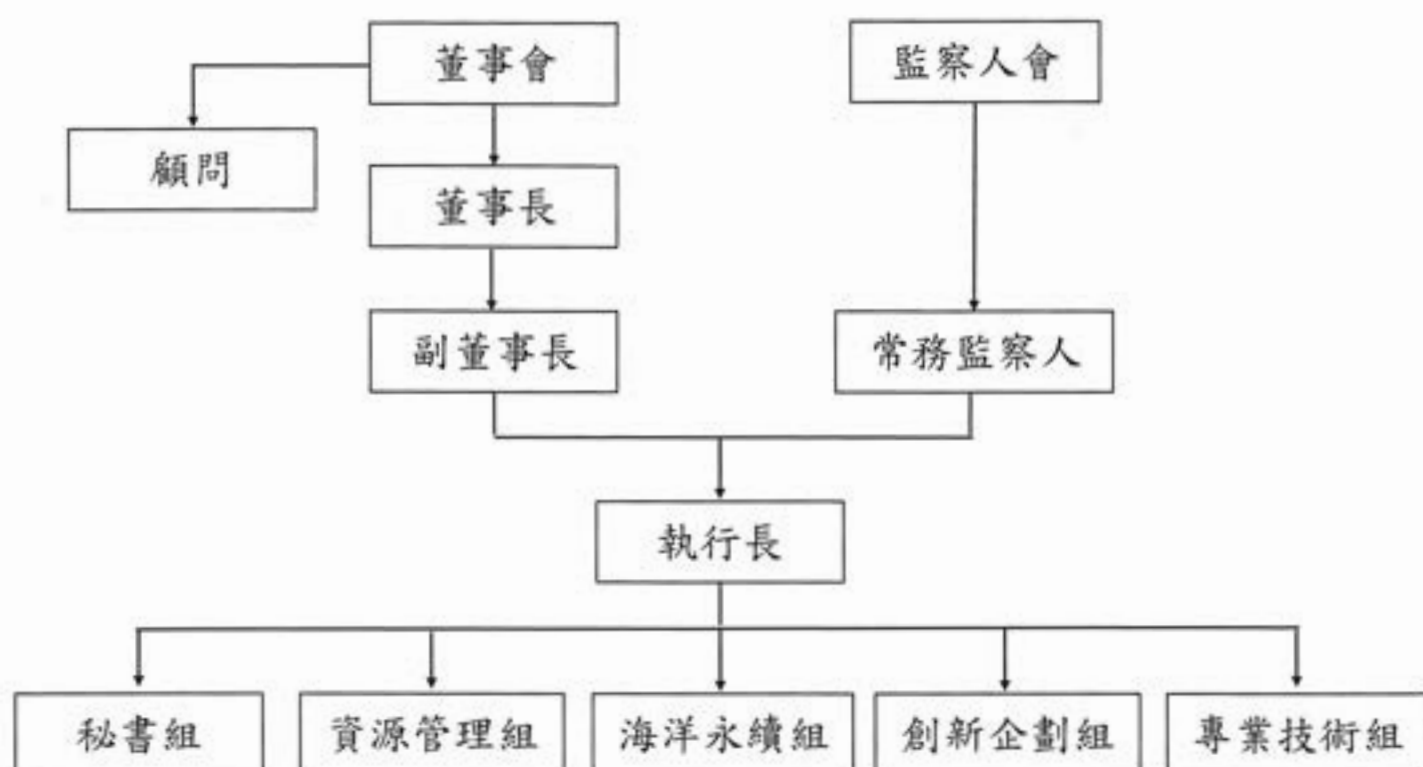 董事會
監察人會
顧問
董事長
副董事長
常務監察人
執行長
秘書組
資源管理組
海洋永續組
創新企劃組
專業技術組